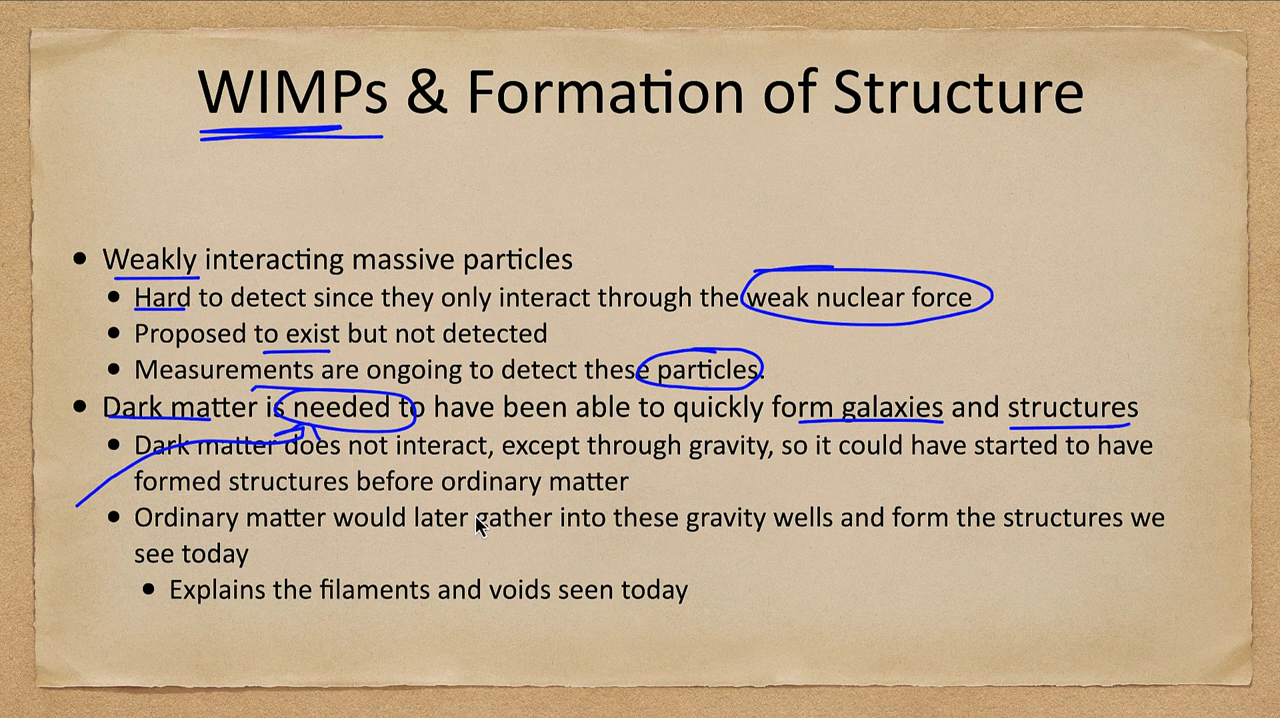 WIMPs & Formation of Structure
• Weakly interacting massive particles
• Hard to detect since they only interact through the weak nuclear force
• Proposed to exist but not detected
• Measurements are ongoing to detect these particles.
• Dark matter is needed to have been able to quickly form galaxies and structures
• Dark matter does not interact, except through gravity, so it could have started to have
formed structures before ordinary matter
• Ordinary matter would later gather into these gravity wells and form the structures we
see today
• Explains the filaments and voids seen today